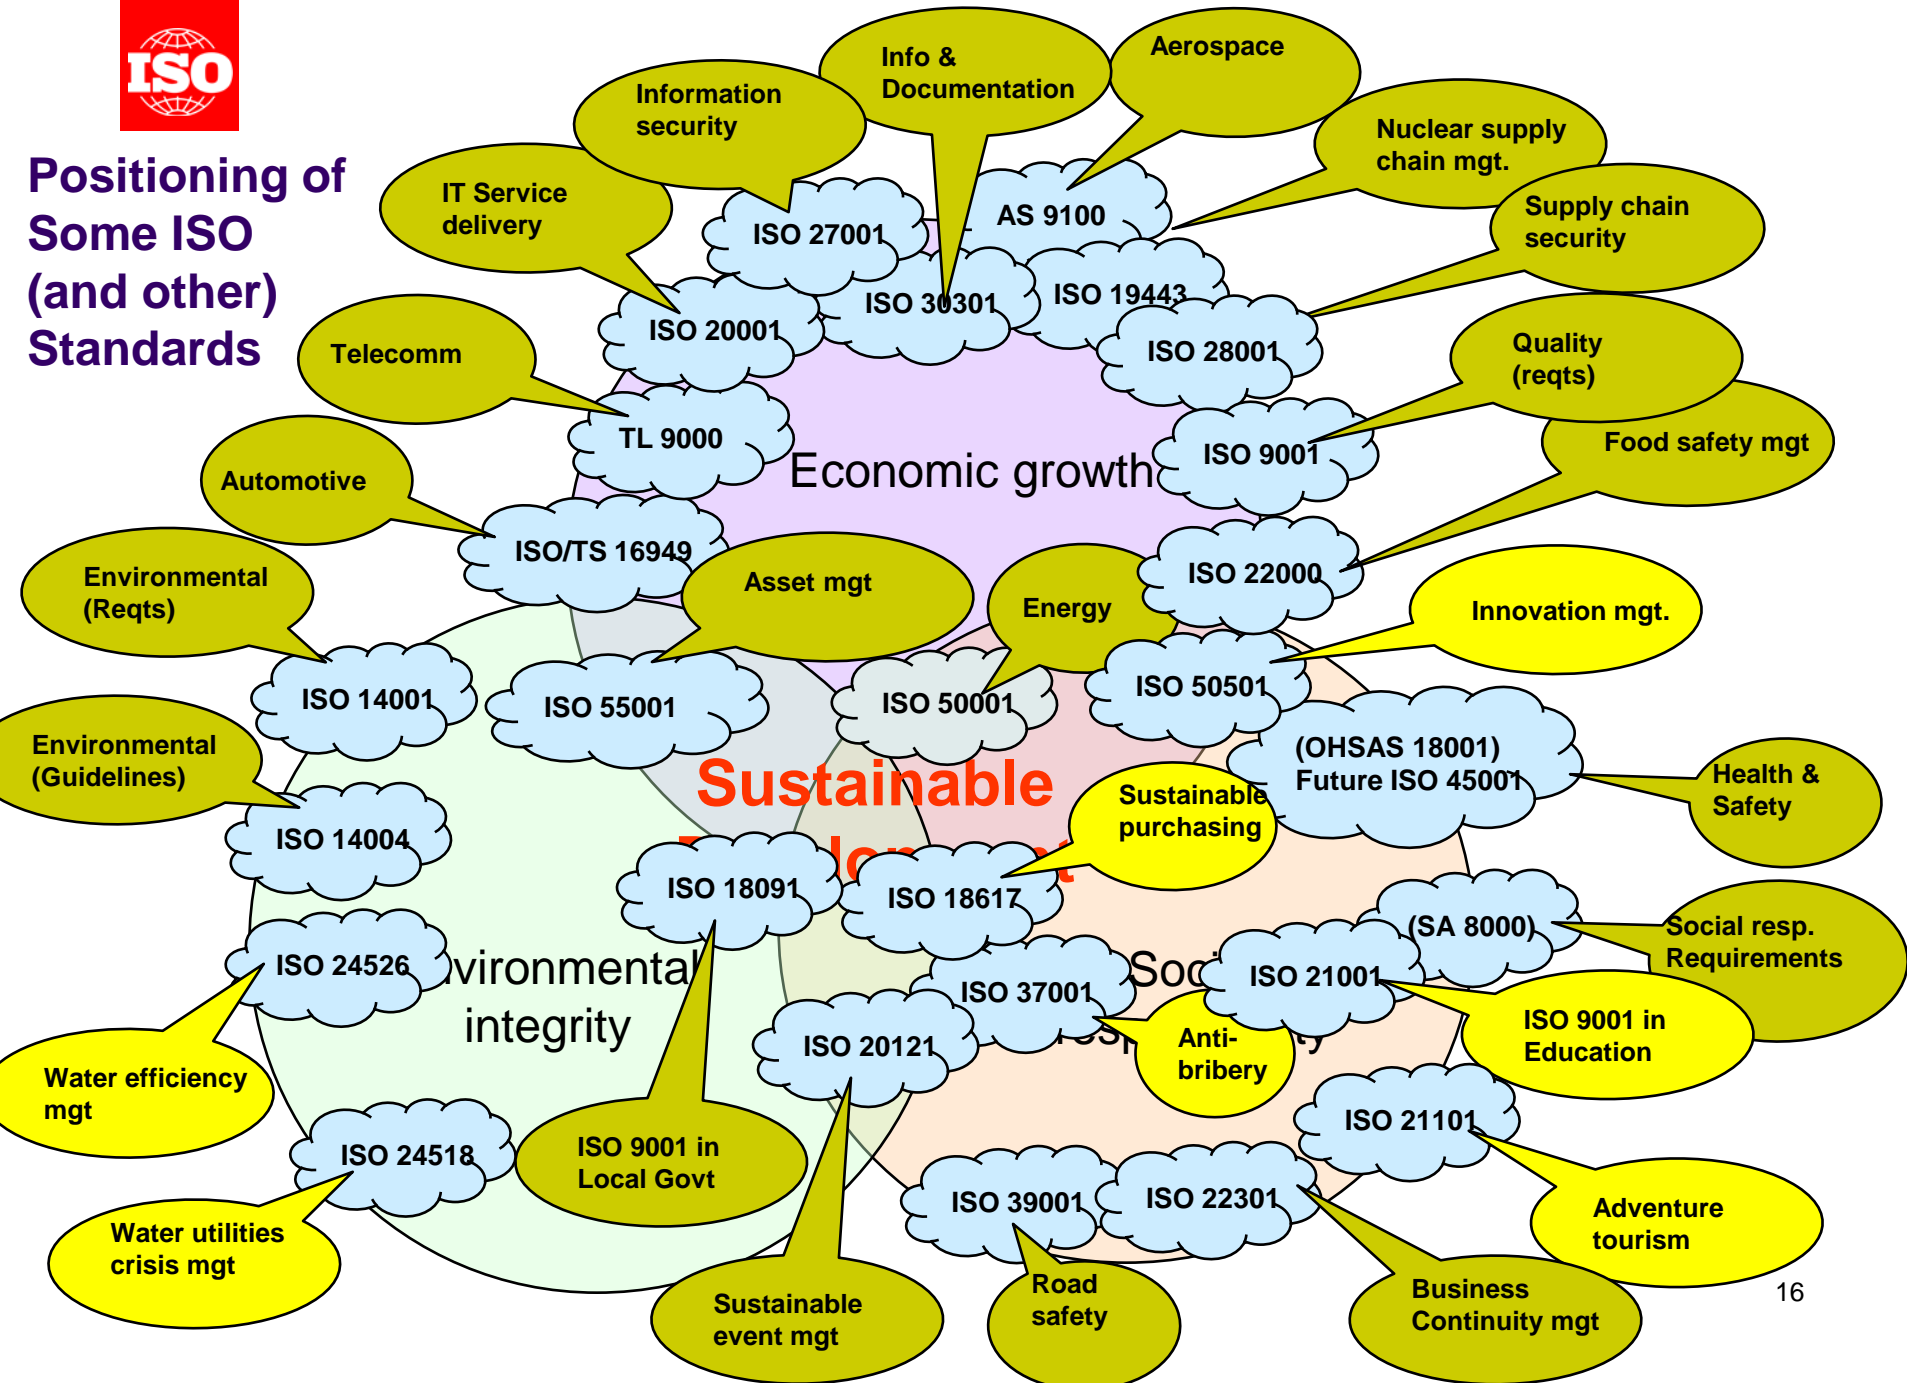 ISO
Positioning of
Some ISO
(and other)
Standards
Info &
Documentation
Aerospace
Information
security
Nuclear supply
chain mgt.
IT Service
delivery
Supply chain
security
ISO 27001
AS 9100
ISO 30301
ISO 19443
ISO 20001
ISO 28001
Telecomm
Quality
(reqts)
TL 9000
Economic growth
ISO 9001
Food safety mgt
Automotive
ISO/TS 16949
ISO 22000
Asset mgt
Energy
Innovation mgt.
Environmental
(Reqts)
ISO 14001
ISO 55001
ISO 50001
ISO 50501
Environmental
(Guidelines)
(OHSAS 18001)
Future ISO 45001
Health &
Safety
Sustainable
Sustainable
purchasing
ISO 14004
ISO 18091
ISO 18617
(SA 8000)
Social resp.
Requirements
ISO 24526
vironmental
integrity
ISO 37001
Soci
ISO 21001
ISO 9001 in
Education
ISO 20121
Anti-
bribery
Water efficiency
mgt
ISO 21101
ISO 24518
ISO 9001 in
Local Govt
ISO 39001
ISO 22301
Adventure
tourism
Water utilities
crisis mgt
Sustainable
event mgt
Road
safety
Business
Continuity mgt
16